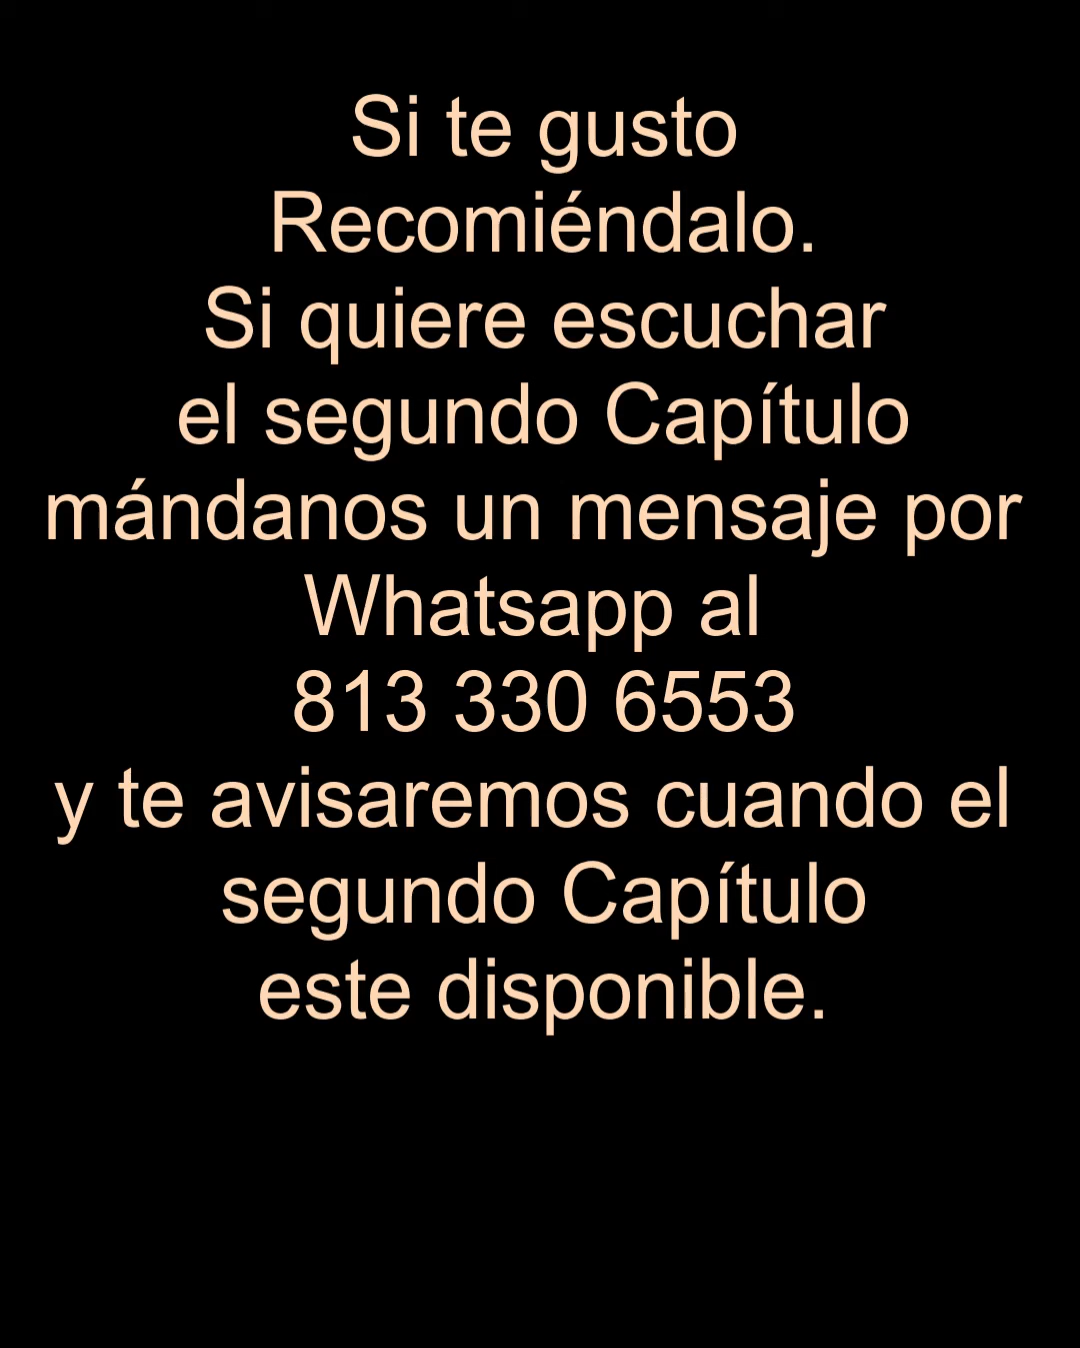 Si te gusto
Recomiéndalo.
Si quiere escuchar
el segundo Capítulo
mándanos un mensaje por
Whatsapp al
813 330 6553
y te avisaremos cuando el
segundo Capítulo
este disponible.